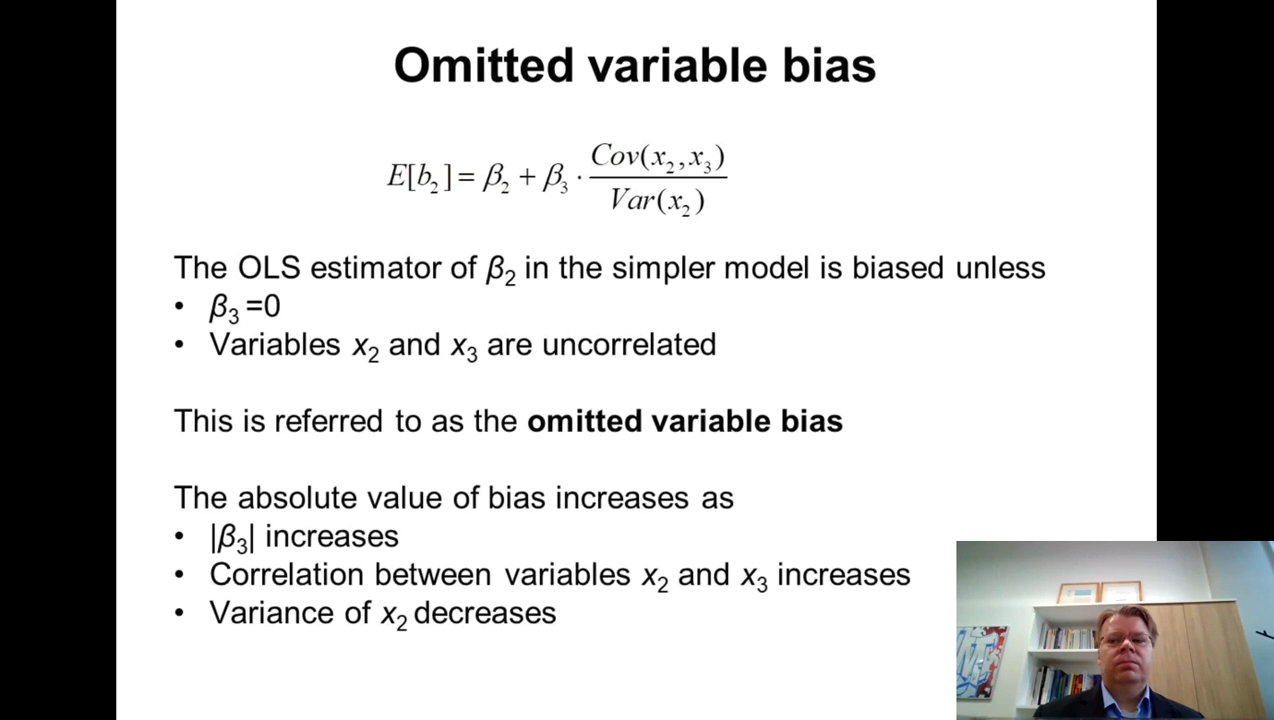 Omitted variable bias
E[b₂] = β₂ + β₃ · Cov(x₂,x₃) / Var(x₂)
The OLS estimator of β₂ in the simpler model is biased unless
• β₃ =0
• Variables x₂ and x₃ are uncorrelated
This is referred to as the omitted variable bias
The absolute value of bias increases as
• |β₃| increases
• Correlation between variables x₂ and x₃ increases
• Variance of x₂ decreases